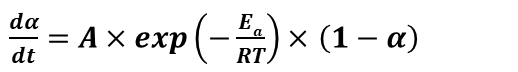 dα/dt = A × exp(−E_a/RT) × (1 − α)